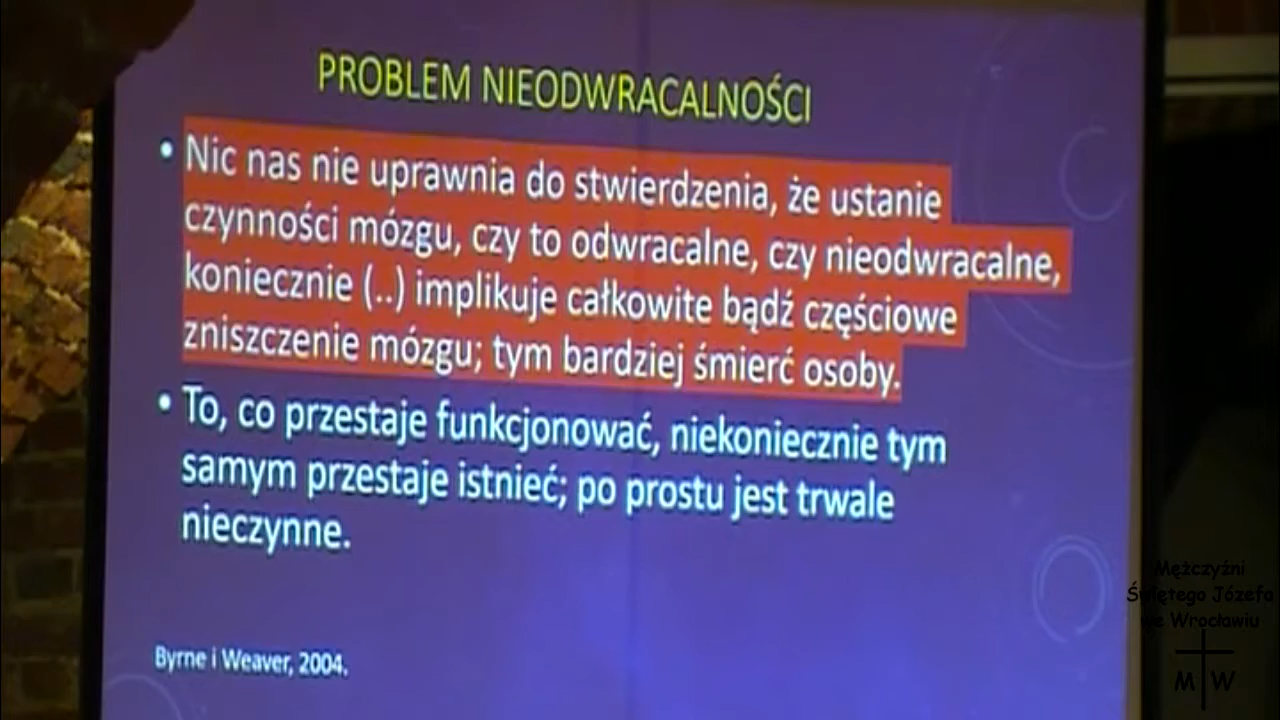 PROBLEM NIEODWRACALNOŚCI
• Nic nas nie uprawnia do stwierdzenia, że ustanie
czynności mózgu, czy to odwracalne, czy nieodwracalne,
koniecznie (..) implikuje całkowite bądź częściowe
zniszczenie mózgu; tym bardziej śmierć osoby.
• To, co przestaje funkcjonować, niekoniecznie tym
samym przestaje istnieć; po prostu jest trwale
nieczynne.
Byrne i Weaver, 2004.
Mężczyźni
Świętego Józefa
we Wrocławiu
M W